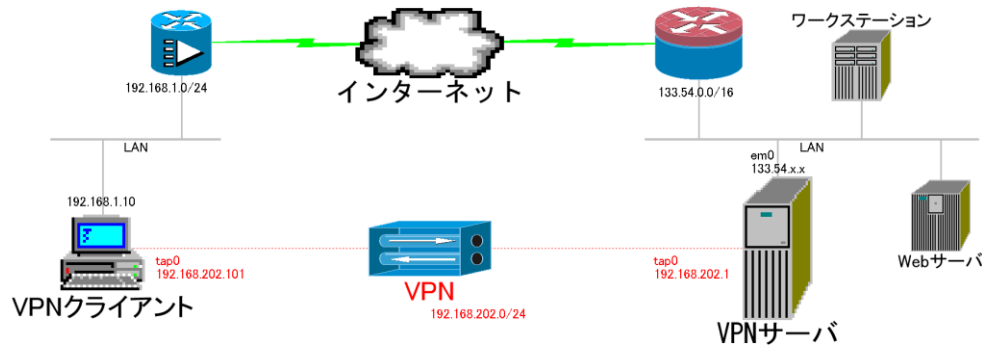 ワークステーション
192.168.1.0/24
インターネット
133.54.0.0/16
LAN
LAN
em0
133.54.x.x
192.168.1.10
tap0
192.168.202.101
tap0
192.168.202.1
Webサーバ
VPN
192.168.202.0/24
VPNクライアント
VPNサーバ